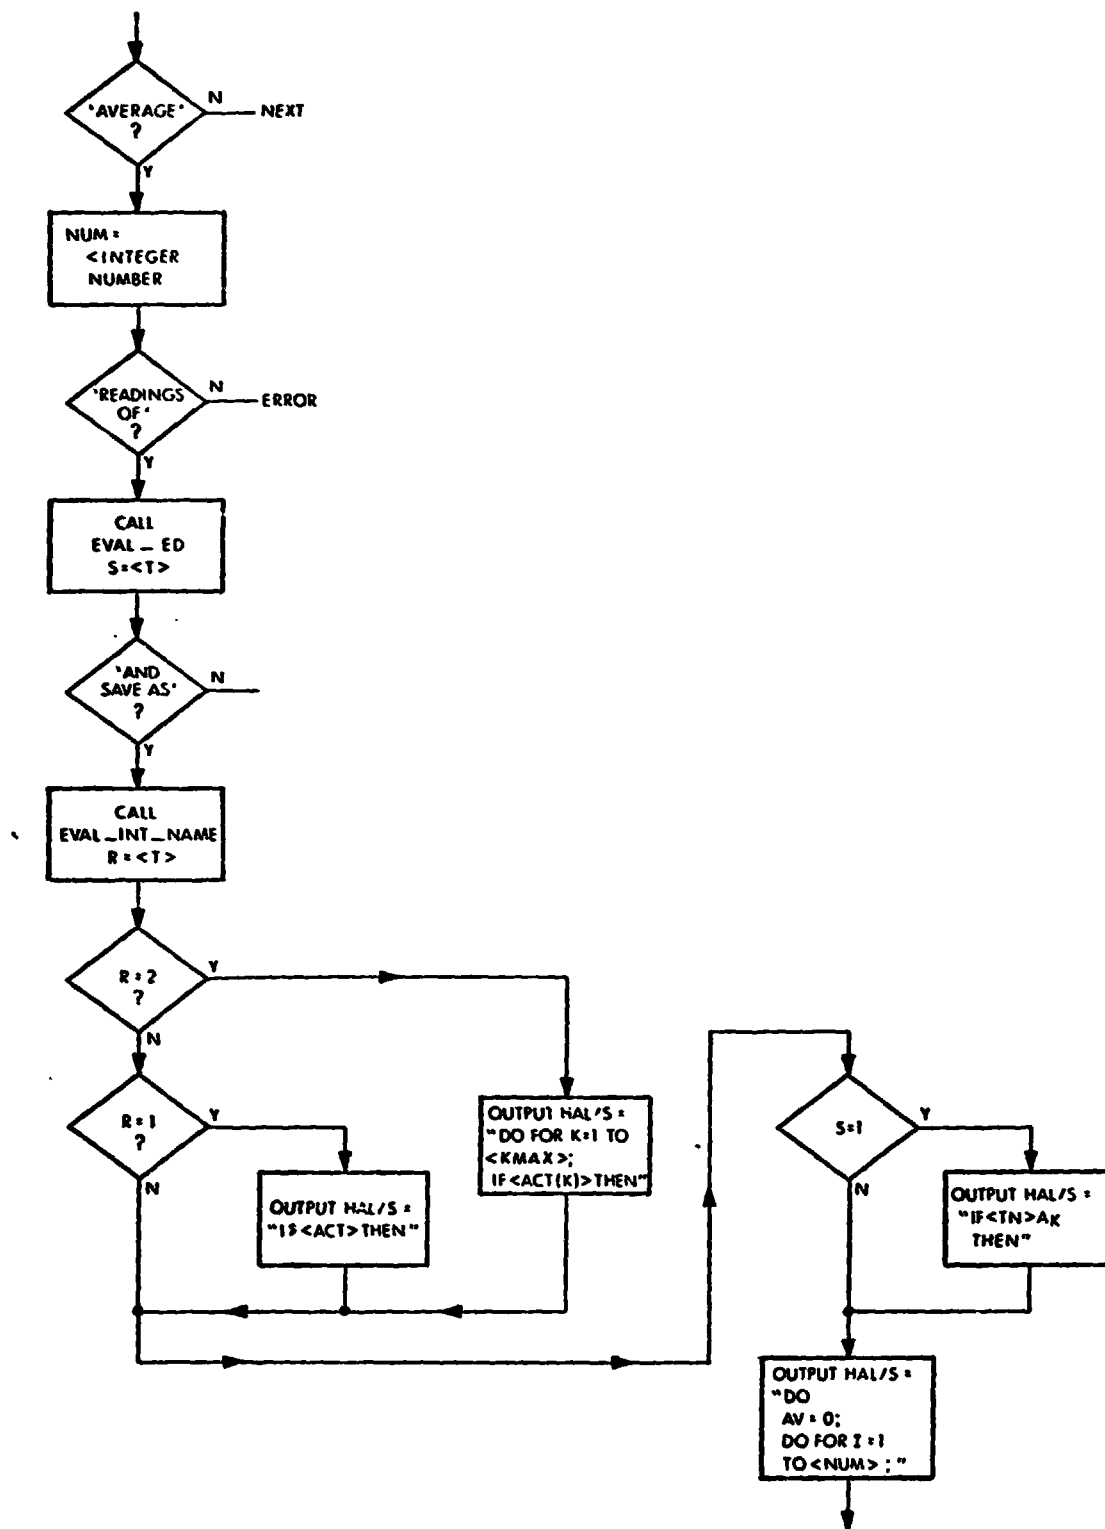 'AVERAGE'
?
N
NEXT
Y
NUM =
<INTEGER
NUMBER
'READINGS
OF'
?
N
ERROR
Y
CALL
EVAL_ED
S=<T>
'AND
SAVE AS'
?
N
Y
CALL
EVAL_INT_NAME
R=<T>
R=2
?
Y
N
R=1
?
Y
N
OUTPUT HAL/S =
"DO FOR K=1 TO
<KMAX>;
IF<ACT(K)>THEN"
OUTPUT HAL/S =
"IF<ACT>THEN"
S=1
Y
N
OUTPUT HAL/S =
"IF<TN>AK
THEN"
OUTPUT HAL/S =
"DO
AV = 0;
DO FOR I=1
TO<NUM>;"